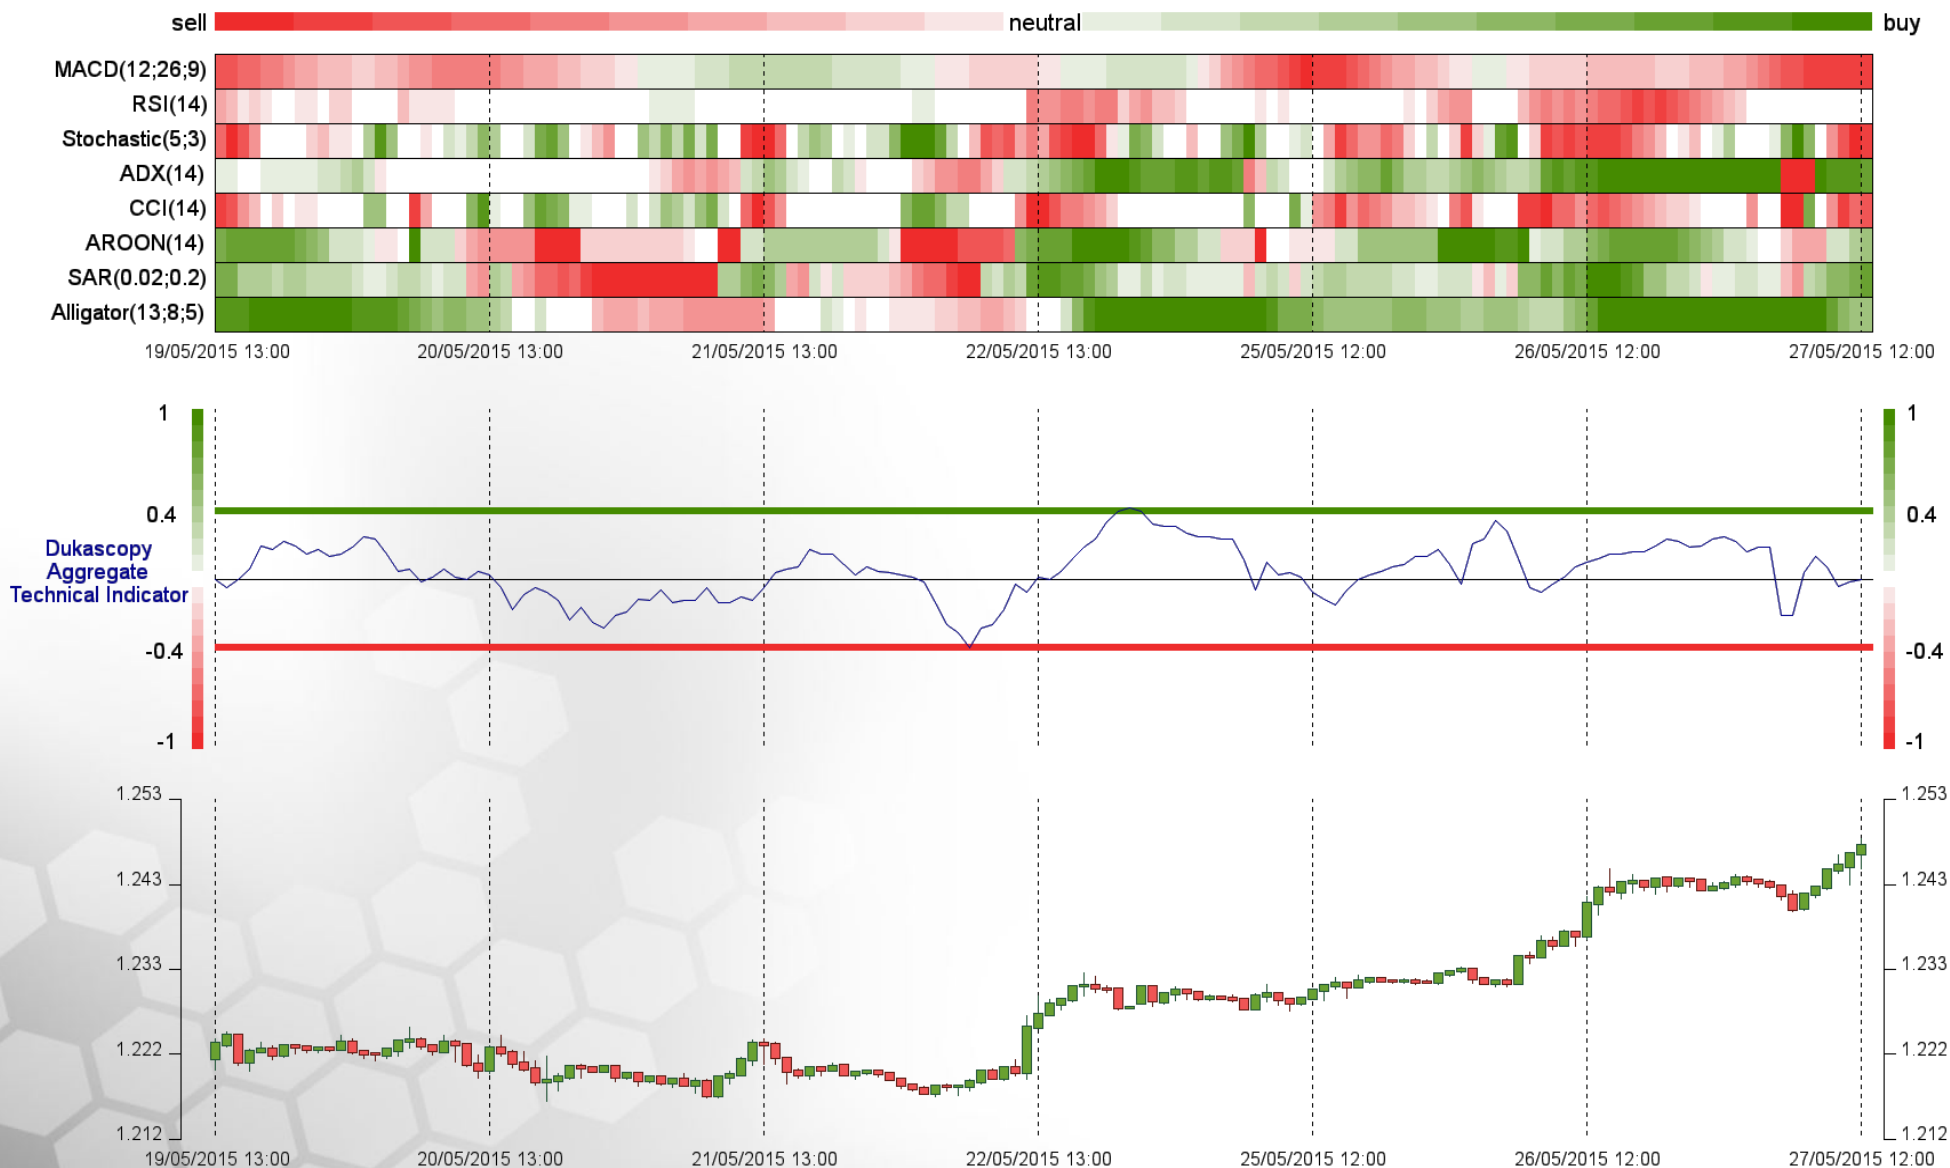 sell neutral buy
MACD(12;26;9)
RSI(14)
Stochastic(5;3)
ADX(14)
CCI(14)
AROON(14)
SAR(0.02;0.2)
Alligator(13;8;5)
19/05/2015 13:00 20/05/2015 13:00 21/05/2015 13:00 22/05/2015 13:00 25/05/2015 12:00 26/05/2015 12:00 27/05/2015 12:00
1 1
0.4 0.4
Dukascopy
Aggregate
Technical Indicator
-0.4 -0.4
-1 -1
1.253 1.253
1.243 1.243
1.233 1.233
1.222 1.222
1.212 1.212
19/05/2015 13:00 20/05/2015 13:00 21/05/2015 13:00 22/05/2015 13:00 25/05/2015 12:00 26/05/2015 12:00 27/05/2015 12:00